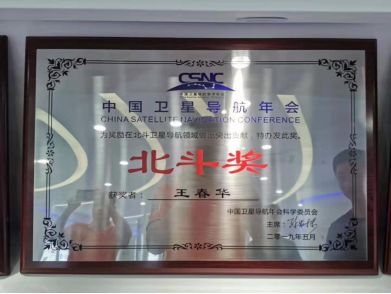 CSNC
中国卫星导航年会
CHINA SATELLITE NAVIGATION CONFERENCE
为奖励在北斗卫星导航领域做出突出贡献，特办发此奖。
北斗奖
获奖者：王春华
中国卫星导航年会科学委员会
主席：
二〇一九年五月